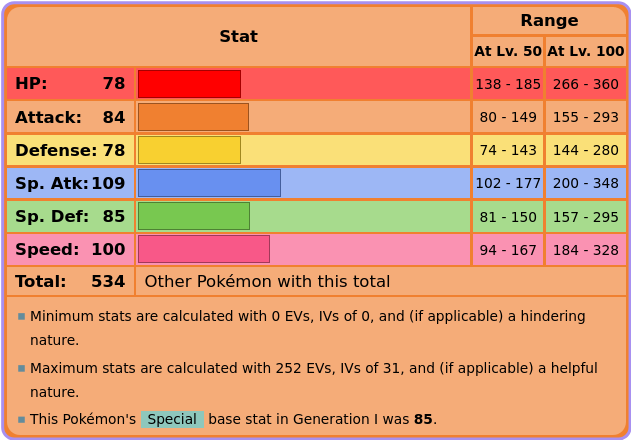 Stat Range
At Lv. 50 At Lv. 100
HP: 78 138 - 185 266 - 360
Attack: 84 80 - 149 155 - 293
Defense: 78 74 - 143 144 - 280
Sp. Atk: 109 102 - 177 200 - 348
Sp. Def: 85 81 - 150 157 - 295
Speed: 100 94 - 167 184 - 328
Total: 534 Other Pokémon with this total
Minimum stats are calculated with 0 EVs, IVs of 0, and (if applicable) a hindering
nature.
Maximum stats are calculated with 252 EVs, IVs of 31, and (if applicable) a helpful
nature.
This Pokémon's Special base stat in Generation I was 85.